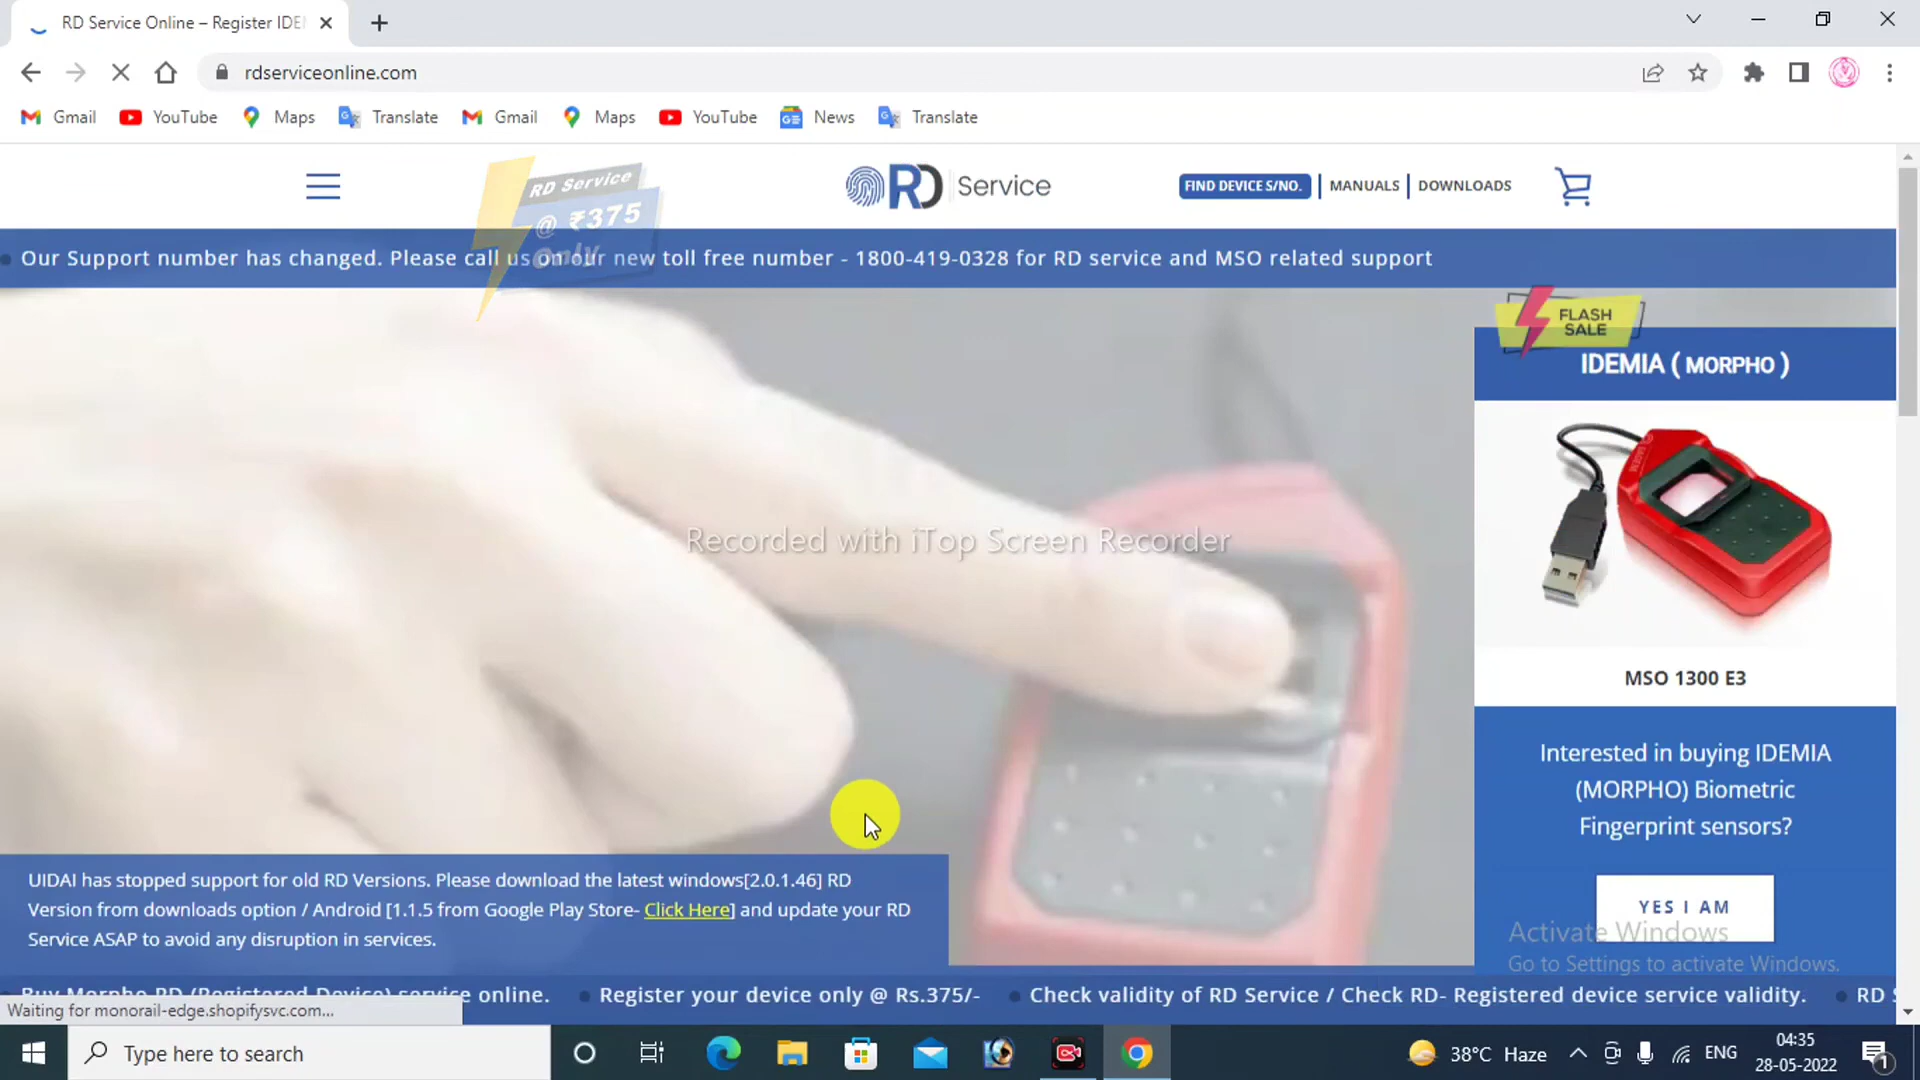 RD Service Online – Register IDE
rdserviceonline.com
Gmail YouTube Maps Translate Gmail Maps YouTube News Translate
RD Service
@ ₹375
Only
RD Service
FIND DEVICE S/NO. MANUALS DOWNLOADS
Our Support number has changed. Please call us on our new toll free number - 1800-419-0328 for RD service and MSO related support
FLASH
SALE
IDEMIA ( MORPHO )
Recorded with iTop Screen Recorder
MSO 1300 E3
Interested in buying IDEMIA
(MORPHO) Biometric
Fingerprint sensors?
YES I AM
UIDAI has stopped support for old RD Versions. Please download the latest windows[2.0.1.46] RD
Version from downloads option / Android [1.1.5 from Google Play Store- Click Here] and update your RD
Service ASAP to avoid any disruption in services.
Activate Windows
Go to Settings to activate Windows.
Buy Morpho RD (Registered Device) service online. Register your device only @ Rs.375/- Check validity of RD Service / Check RD- Registered device service validity. RD
Waiting for monorail-edge.shopifysvc.com...
Type here to search
38°C Haze
ENG
04:35
28-05-2022
1